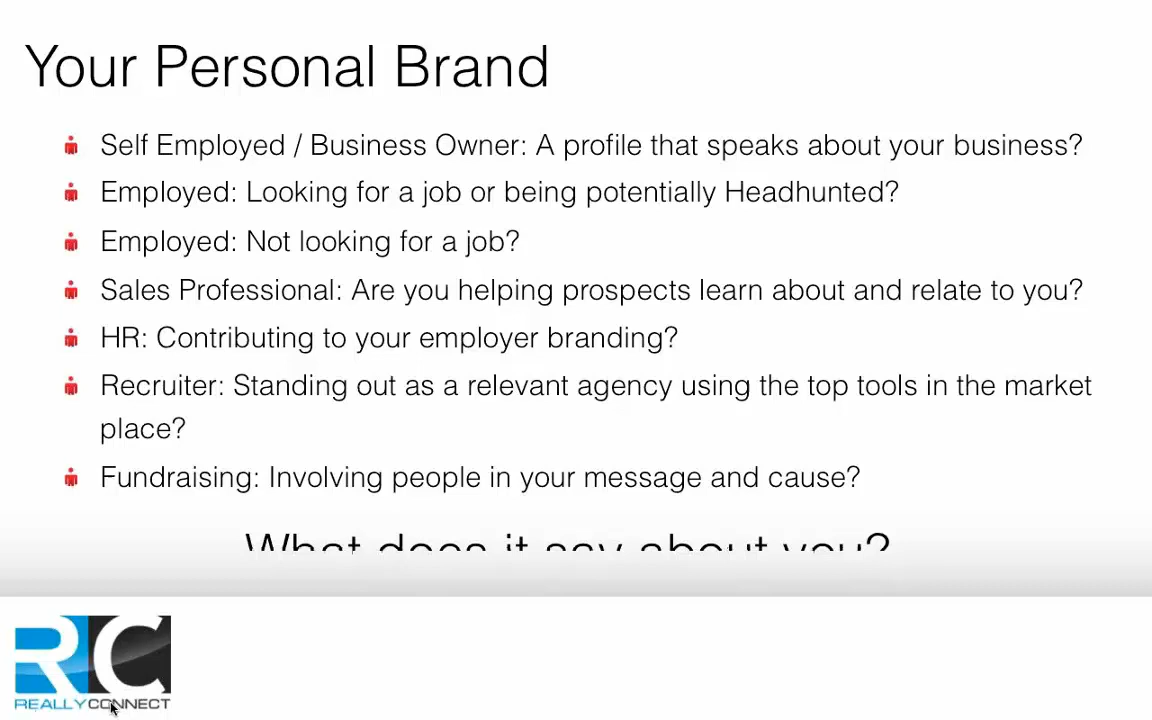 Your Personal Brand
Self Employed / Business Owner: A profile that speaks about your business?
Employed: Looking for a job or being potentially Headhunted?
Employed: Not looking for a job?
Sales Professional: Are you helping prospects learn about and relate to you?
HR: Contributing to your employer branding?
Recruiter: Standing out as a relevant agency using the top tools in the market
place?
Fundraising: Involving people in your message and cause?
What does it say about you?
RC
REALLYCONNECT